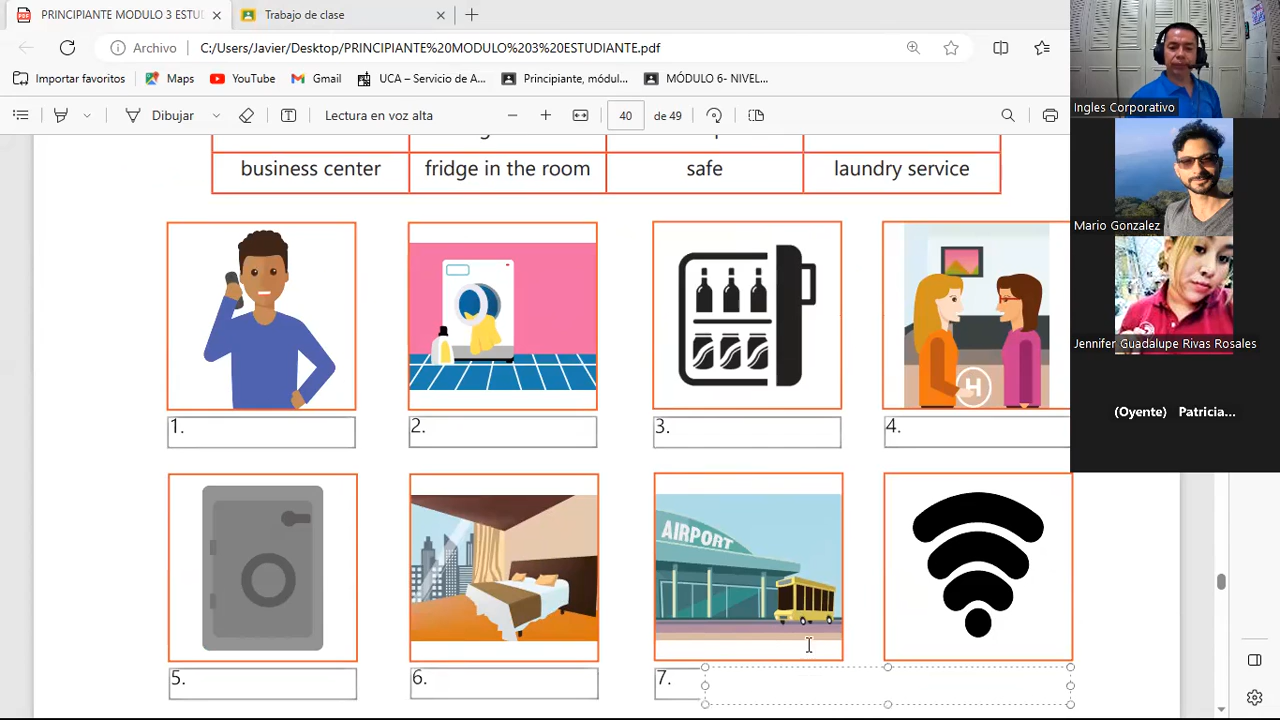 PRINCIPIANTE MODULO 3 ESTU
Trabajo de clase
Archivo
C:/Users/Javier/Desktop/PRINCIPIANTE%20MODULO%203%20ESTUDIANTE.pdf
Importar favoritos
Maps
YouTube
Gmail
UCA – Servicio de A...
Principiante, módul...
MÓDULO 6- NIVEL...
Dibujar
Lectura en voz alta
40
de 49
business center
fridge in the room
safe
laundry service
1.
2.
3.
H
4.
5.
6.
AIRPORT
7.
Ingles Corporativo
Mario Gonzalez
Jennifer Guadalupe Rivas Rosales
(Oyente) Patricia...